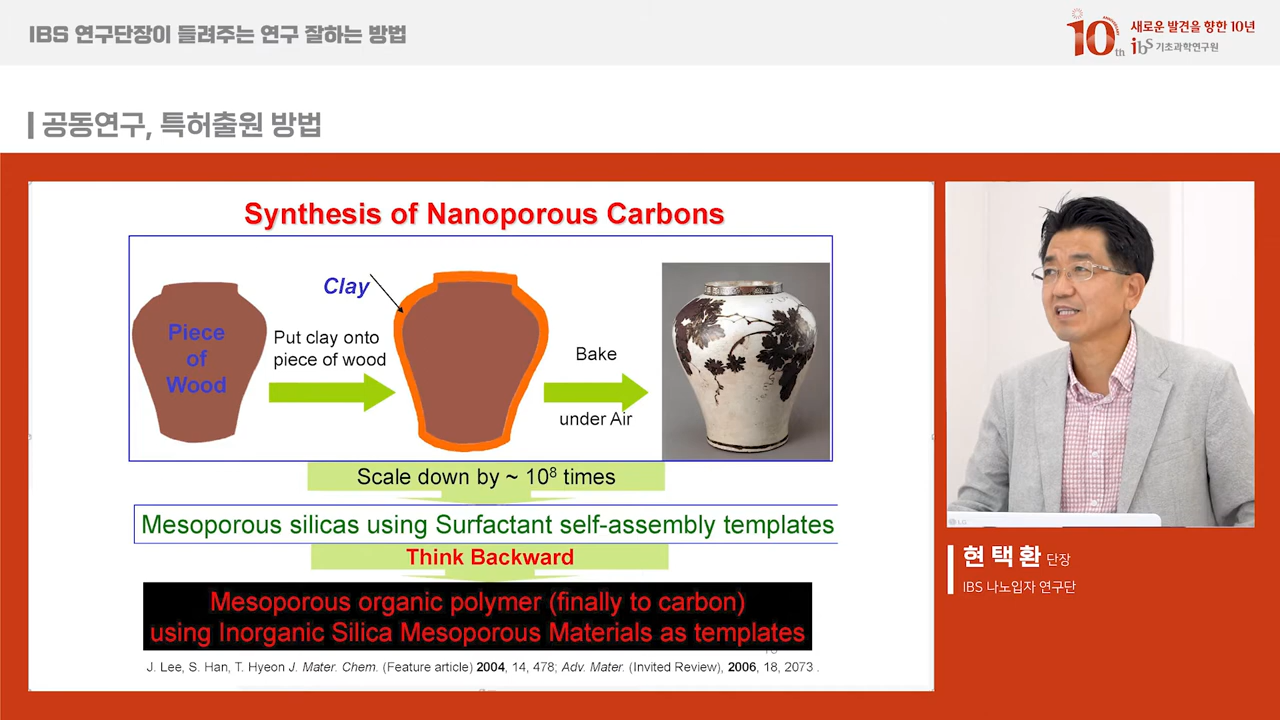 IBS 연구단장이 들려주는 연구 잘하는 방법
10th
ANNIVERSARY
새로운 발견을 향한 10년
ibS 기초과학연구원
공동연구, 특허출원 방법
Synthesis of Nanoporous Carbons
Piece
of
Wood
Put clay onto
piece of wood
Clay
Bake
under Air
Scale down by ~ 10⁸ times
Mesoporous silicas using Surfactant self-assembly templates
Think Backward
Mesoporous organic polymer (finally to carbon)
using Inorganic Silica Mesoporous Materials as templates
J. Lee, S. Han, T. Hyeon J. Mater. Chem. (Feature article) 2004, 14, 478; Adv. Mater. (Invited Review), 2006, 18, 2073 .
LG
현택환 단장
IBS 나노입자 연구단